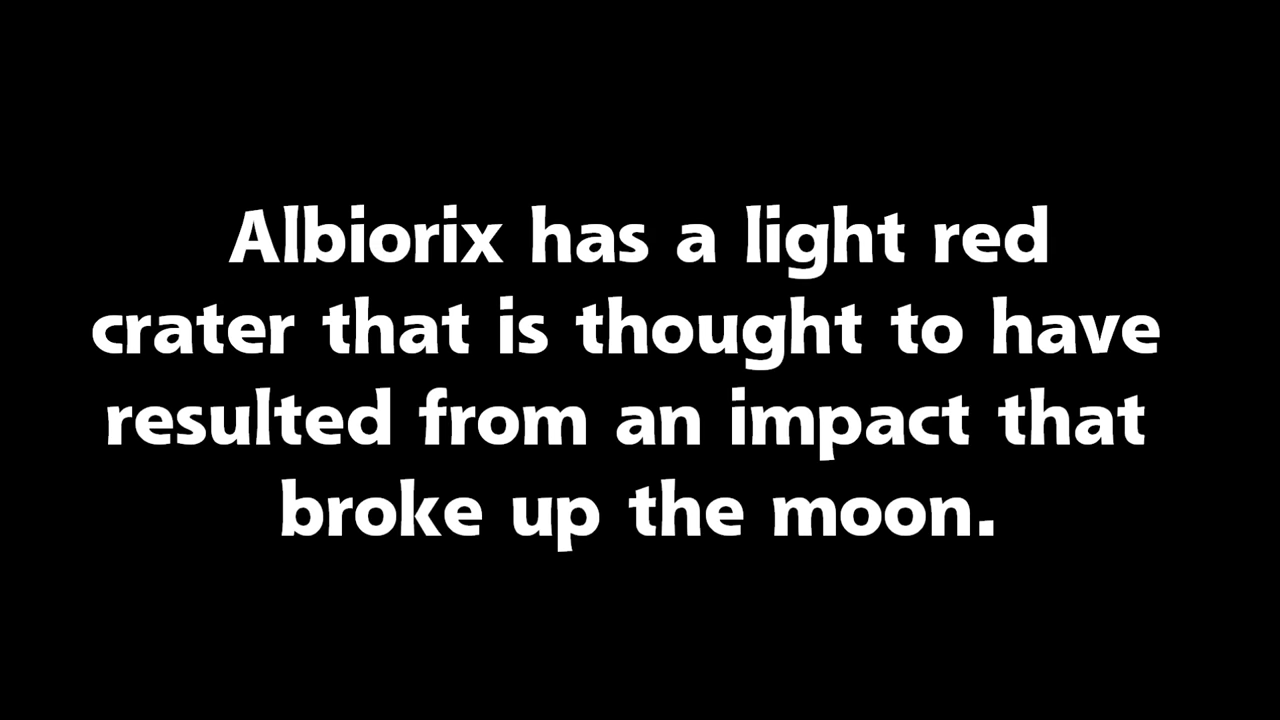 Albiorix has a light red
crater that is thought to have
resulted from an impact that
broke up the moon.